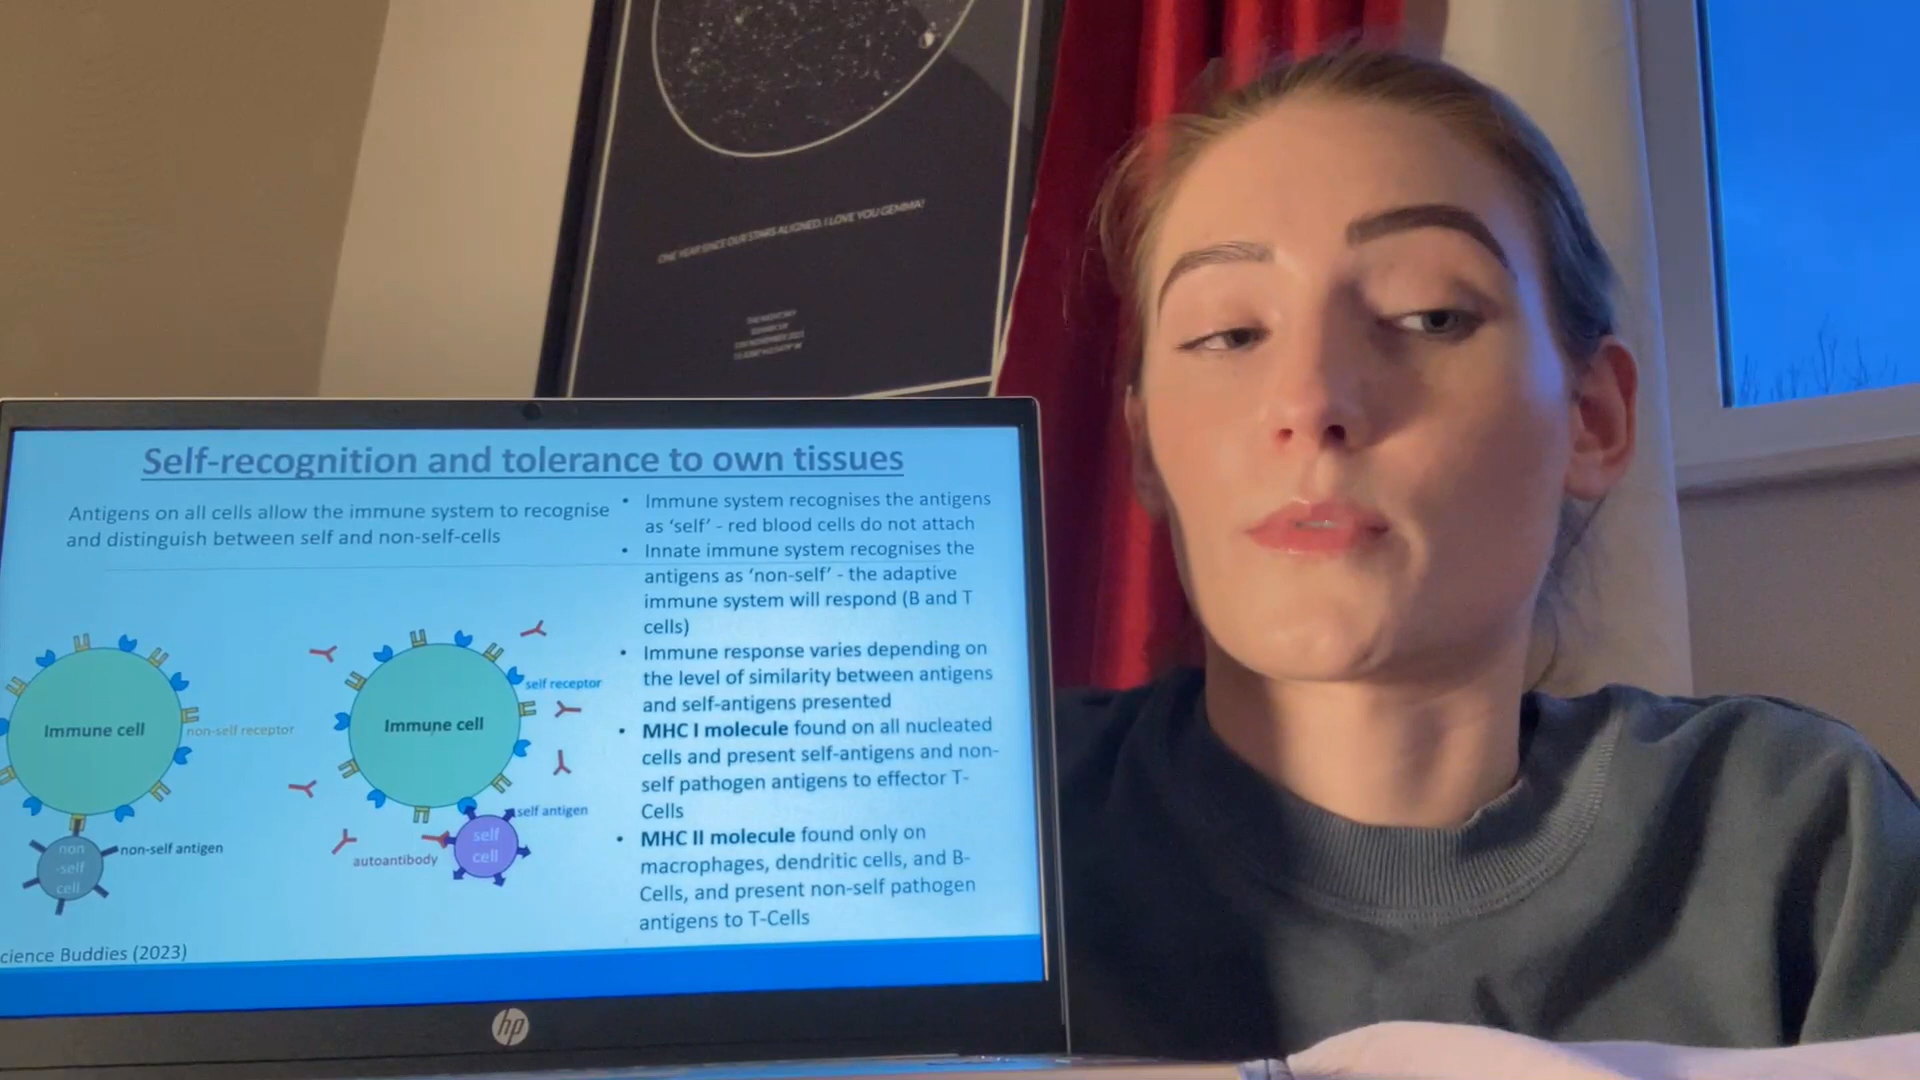 ONE YEAR SINCE OUR STARS ALIGNED, I LOVE YOU GEMMA!
THE NIGHT SKY
Self-recognition and tolerance to own tissues
Antigens on all cells allow the immune system to recognise
and distinguish between self and non-self-cells
• Immune system recognises the antigens
as ‘self’ - red blood cells do not attach
• Innate immune system recognises the
antigens as ‘non-self’ - the adaptive
immune system will respond (B and T
cells)
• Immune response varies depending on
the level of similarity between antigens
and self-antigens presented
• MHC I molecule found on all nucleated
cells and present self-antigens and non-
self pathogen antigens to effector T-
Cells
• MHC II molecule found only on
macrophages, dendritic cells, and B-
Cells, and present non-self pathogen
antigens to T-Cells
Immune cell
non-self receptor
non-self antigen
non
-self
cell
Immune cell
self receptor
self antigen
self
cell
autoantibody
cience Buddies (2023)
hp